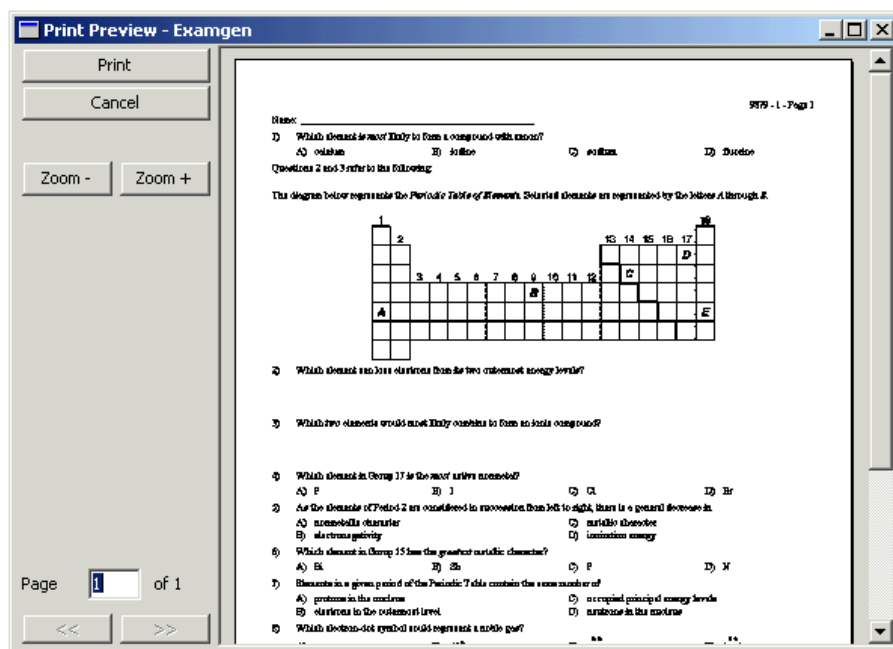 Print Preview - Examgen
Print
Cancel
Zoom -
Zoom +
Page 1 of 1
<<
>>
9879 - 1 - Page 1
Name:
1) Which element is most likely to form a compound with xenon?
A) calcium B) iodine C) sodium D) fluorine
Questions 2 and 3 refer to the following:
The diagram below represents the Periodic Table of Elements. Selected elements are represented by the letters A through E.
1 18
2 13 14 15 16 17
D
3 4 5 6 7 8 9 10 11 12 C
B
A E
2) Which element can lose electrons from its two outermost energy levels?
3) Which two elements would most likely combine to form an ionic compound?
4) Which element in Group 17 is the most active nonmetal?
A) F B) I C) Cl D) Br
5) As the elements of Period 2 are considered in succession from left to right, there is a general decrease in
A) nonmetallic character C) metallic character
B) electronegativity D) ionization energy
6) Which element in Group 15 has the greatest metallic character?
A) Bi B) Sb C) P D) N
7) Elements in a given period of the Periodic Table contain the same number of
A) protons in the nucleus C) occupied principal energy levels
B) electrons in the outermost level D) neutrons in the nucleus
8) Which electron-dot symbol could represent a noble gas?